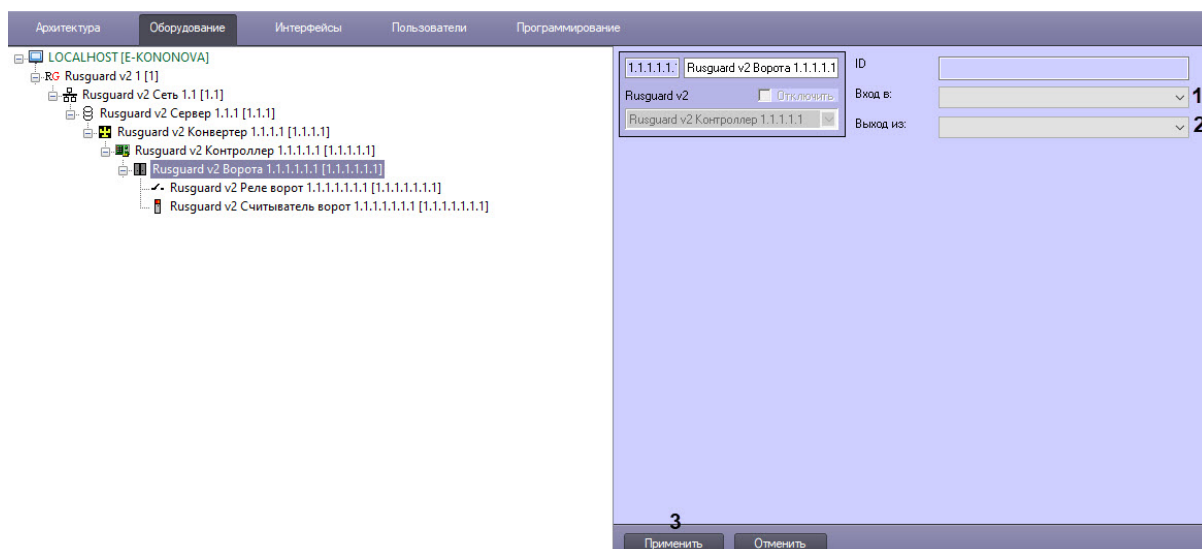 Архитектура Оборудование Интерфейсы Пользователи Программирование
LOCALHOST [E-KONONOVA]
RG Rusguard v2 1 [1]
Rusguard v2 Сеть 1.1 [1.1]
Rusguard v2 Сервер 1.1.1 [1.1.1]
Rusguard v2 Конвертер 1.1.1.1 [1.1.1.1]
Rusguard v2 Контроллер 1.1.1.1.1 [1.1.1.1.1]
Rusguard v2 Ворота 1.1.1.1.1.1 [1.1.1.1.1.1]
Rusguard v2 Реле ворот 1.1.1.1.1.1.1 [1.1.1.1.1.1.1]
Rusguard v2 Считыватель ворот 1.1.1.1.1.1.1 [1.1.1.1.1.1.1]
1.1.1.1.1.' Rusguard v2 Ворота 1.1.1.1.1
Rusguard v2 Отключить
Rusguard v2 Контроллер 1.1.1.1.1
ID
Вход в: 1
Выход из: 2
3
Применить Отменить